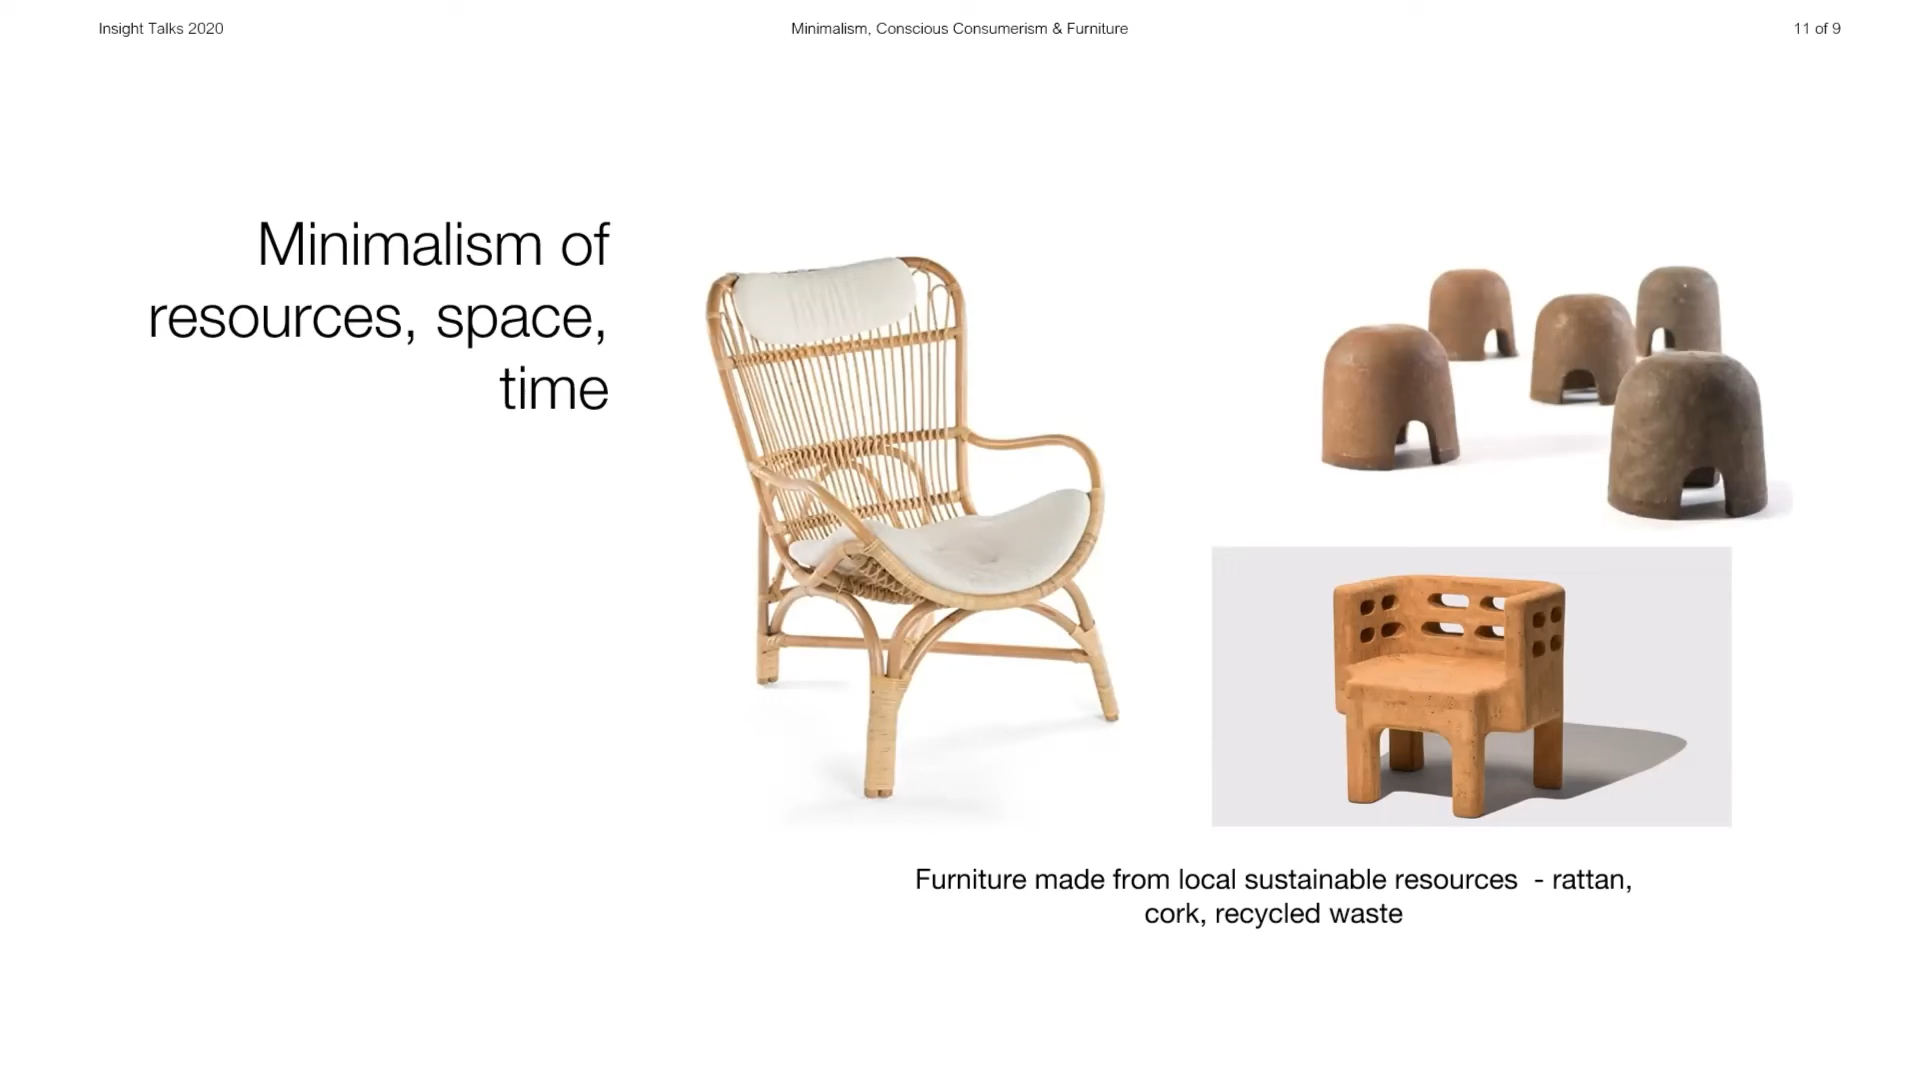 Insight Talks 2020
Minimalism, Conscious Consumerism & Furniture
11 of 9
Minimalism of
resources, space,
time
Furniture made from local sustainable resources  - rattan,
cork, recycled waste